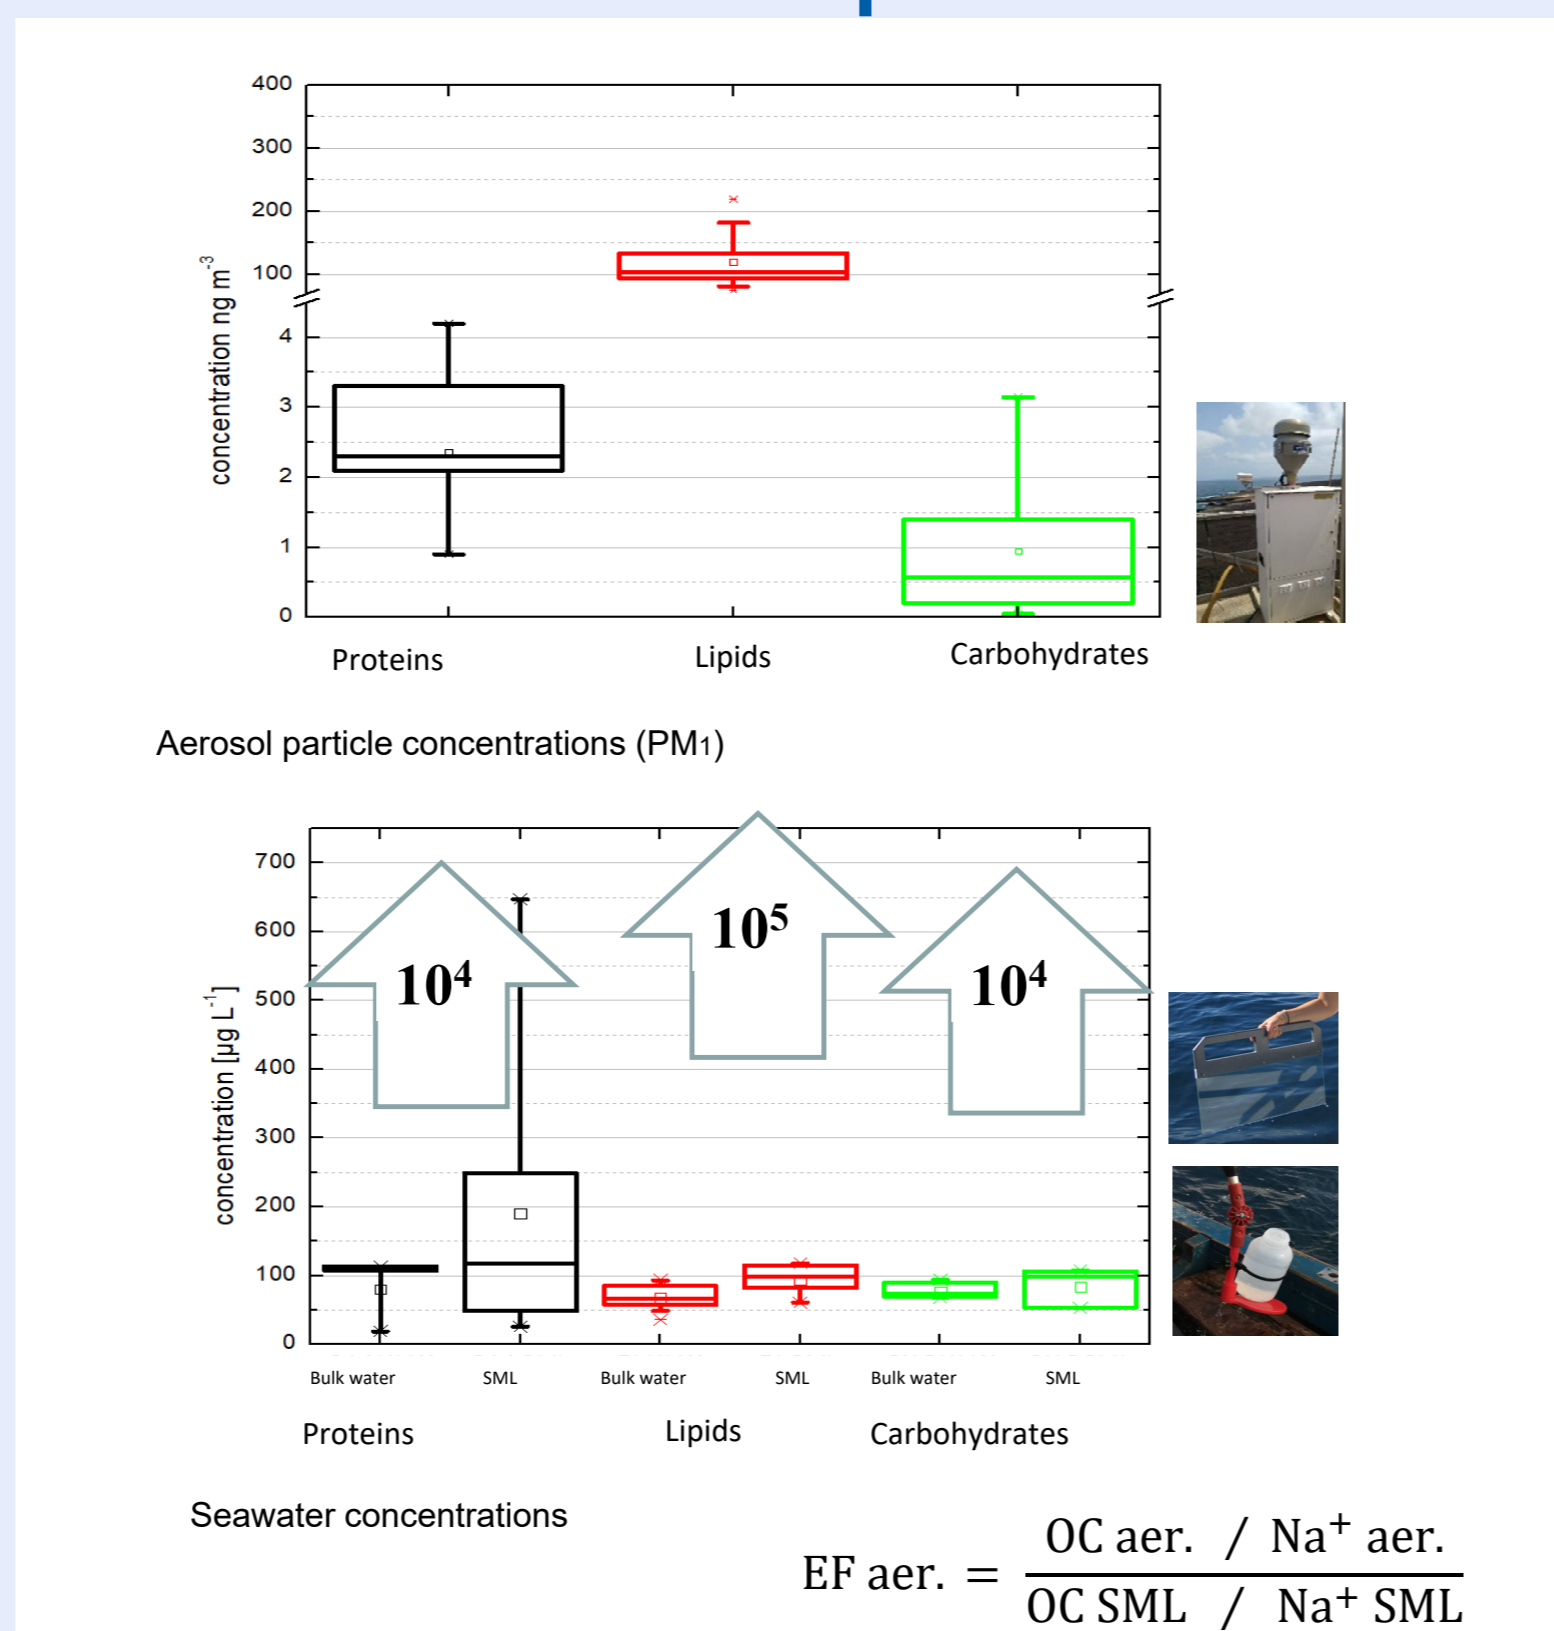 400
300
200
100
4
3
2
1
0
concentration ng m⁻³
Proteins Lipids Carbohydrates
Aerosol particle concentrations (PM1)
700
600
500
400
300
200
100
0
concentration [µg L⁻¹]
10⁴ 10⁵ 10⁴
Bulk water SML Bulk water SML Bulk water SML
Proteins Lipids Carbohydrates
Seawater concentrations
EF aer. = OC aer. / Na⁺ aer.
OC SML / Na⁺ SML